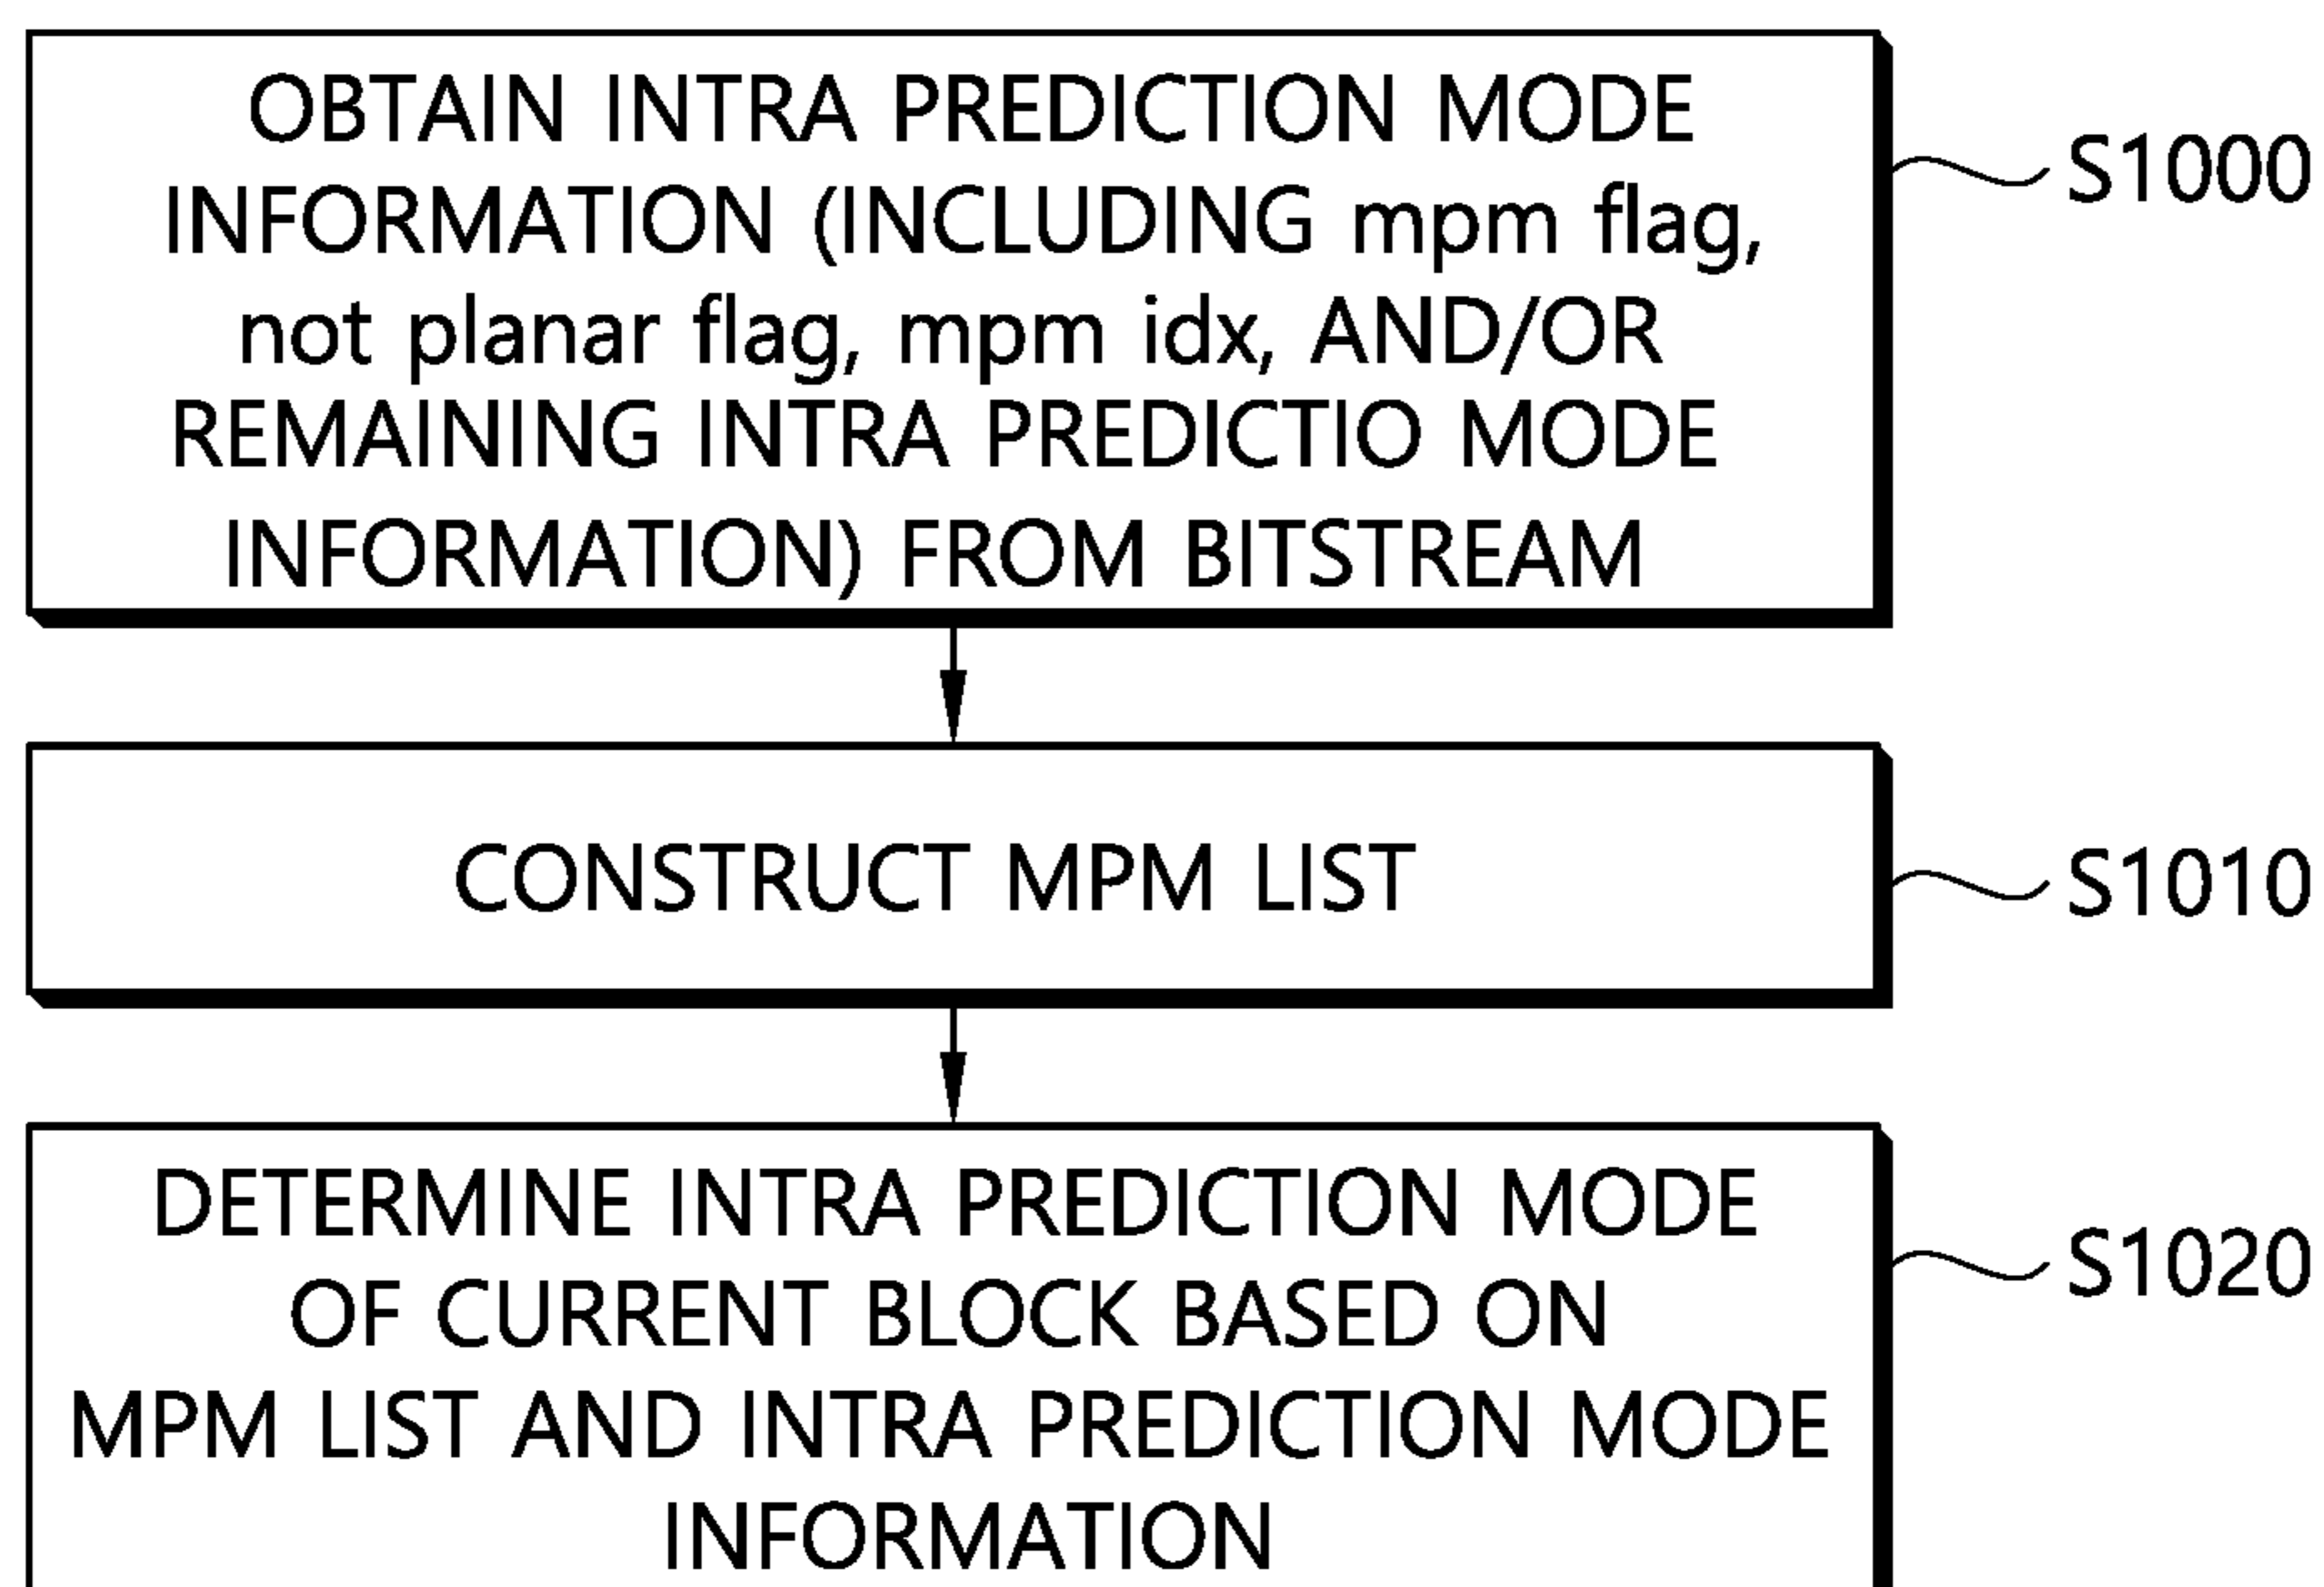 OBTAIN INTRA PREDICTION MODE
INFORMATION (INCLUDING mpm flag,
not planar flag, mpm idx, AND/OR
REMAINING INTRA PREDICTIO MODE
INFORMATION) FROM BITSTREAM
S1000
CONSTRUCT MPM LIST
S1010
DETERMINE INTRA PREDICTION MODE
OF CURRENT BLOCK BASED ON
MPM LIST AND INTRA PREDICTION MODE
INFORMATION
S1020